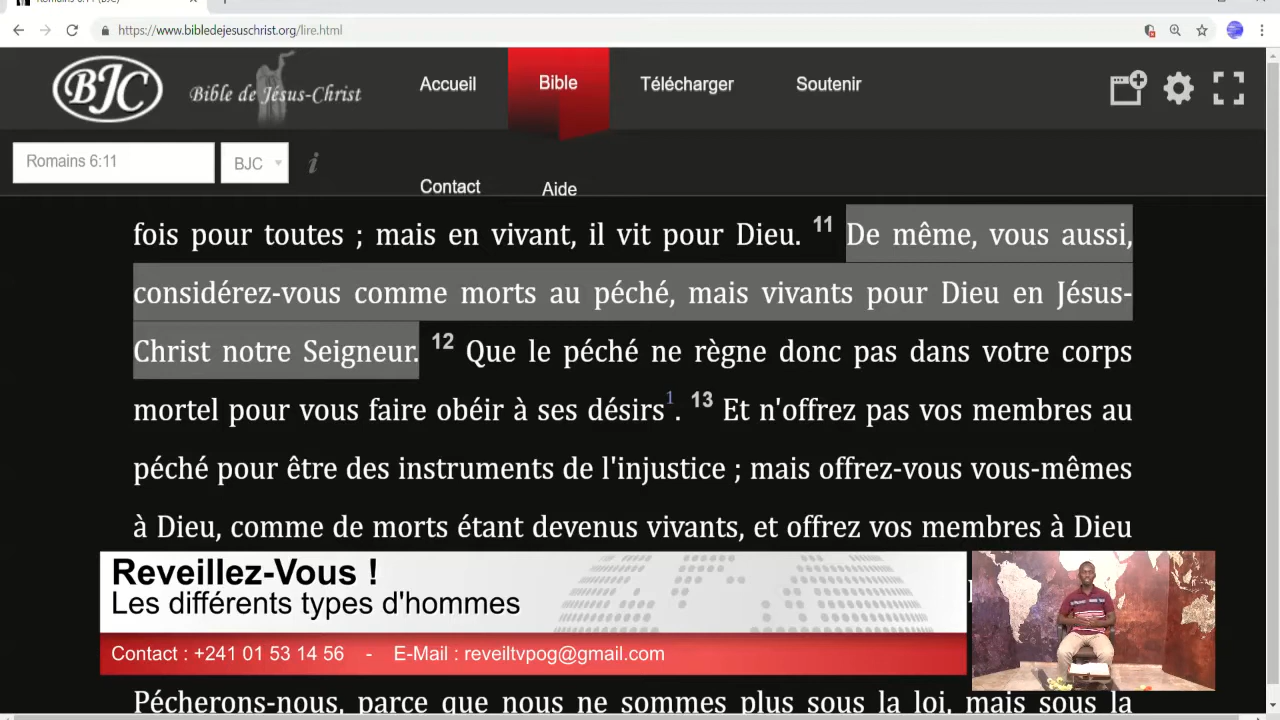 https://www.bibledejesuschrist.org/lire.html
BJC
Bible de Jésus-Christ
Accueil
Bible
Télécharger
Soutenir
Romains 6:11
BJC
i
Contact
Aide
fois pour toutes ; mais en vivant, il vit pour Dieu. 11 De même, vous aussi,
considérez-vous comme morts au péché, mais vivants pour Dieu en Jésus-
Christ notre Seigneur. 12 Que le péché ne règne donc pas dans votre corps
mortel pour vous faire obéir à ses désirs1. 13 Et n'offrez pas vos membres au
péché pour être des instruments de l'injustice ; mais offrez-vous vous-mêmes
à Dieu, comme de morts étant devenus vivants, et offrez vos membres à Dieu
Reveillez-Vous !
Les différents types d'hommes
Contact : +241 01 53 14 56 - E-Mail : reveiltvpog@gmail.com
Pécherons-nous, parce que nous ne sommes plus sous la loi, mais sous la